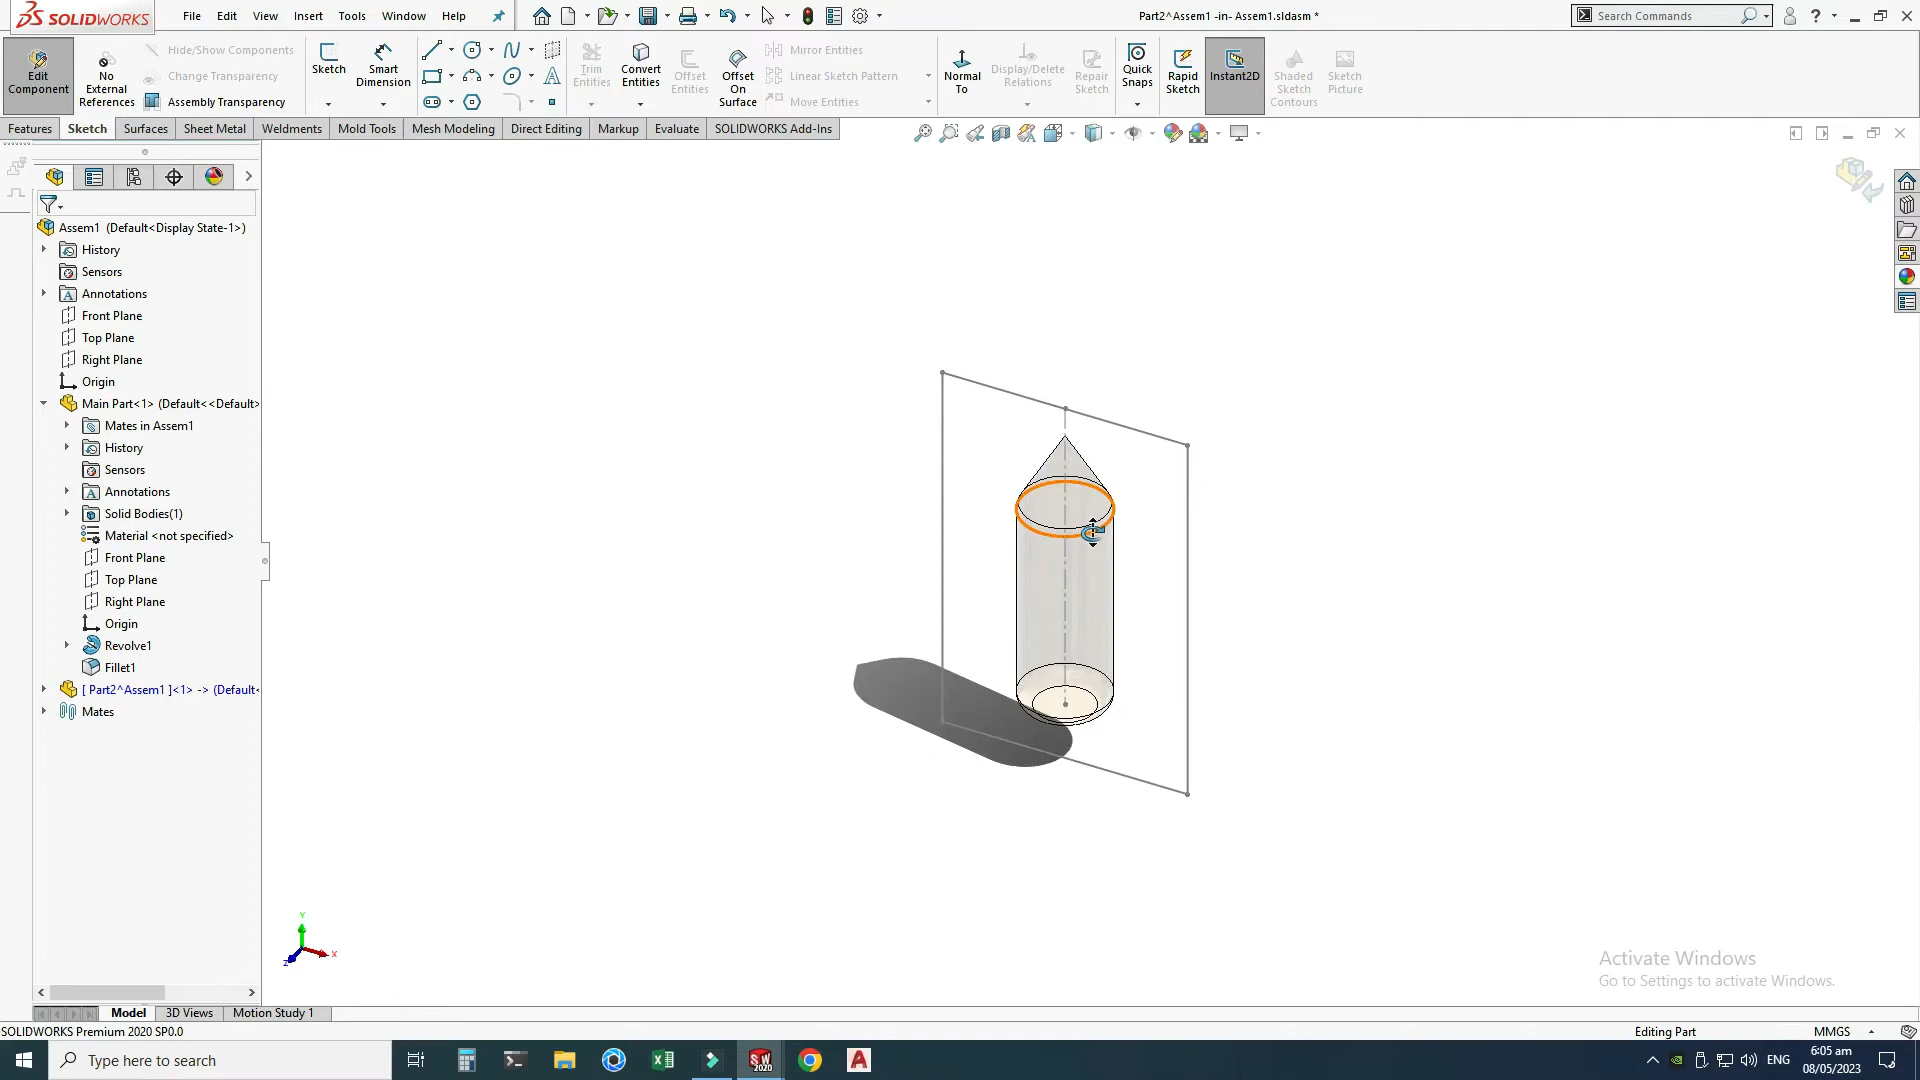 SOLIDWORKS File Edit View Insert Tools Window Help Part2^Assem1 -in- Assem1.sldasm * Search Commands
Edit Component
No External References
Hide/Show Components
Change Transparency
Assembly Transparency
Sketch
Smart Dimension
Trim Entities
Convert Entities
Offset Entities
Offset On Surface
Mirror Entities
Linear Sketch Pattern
Move Entities
Normal To
Display/Delete Relations
Repair Sketch
Quick Snaps
Rapid Sketch
Instant2D
Shaded Sketch Contours
Sketch Picture
Features Sketch Surfaces Sheet Metal Weldments Mold Tools Mesh Modeling Direct Editing Markup Evaluate SOLIDWORKS Add-Ins
Assem1 (Default<Display State-1>)
History
Sensors
Annotations
Front Plane
Top Plane
Right Plane
Origin
Main Part<1> (Default<<Default>
Mates in Assem1
History
Sensors
Annotations
Solid Bodies(1)
Material <not specified>
Front Plane
Top Plane
Right Plane
Origin
Revolve1
Fillet1
[ Part2^Assem1 ]<1> -> (Default<
Mates
Y
X
Z
Activate Windows
Go to Settings to activate Windows.
Model 3D Views Motion Study 1
SOLIDWORKS Premium 2020 SP0.0 Editing Part MMGS
Type here to search
SW
2020
A
ENG
6:05 am
08/05/2023